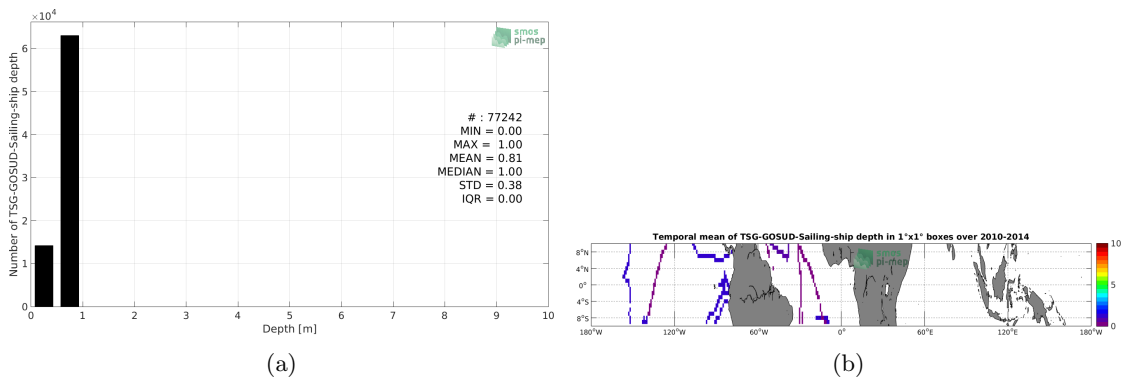 ×10⁴
6
5
4
3
2
1
0
Number of TSG-GOSUD-Sailing-ship depth
smos
pi-mep
# : 77242
MIN = 0.00
MAX = 1.00
MEAN = 0.81
MEDIAN = 1.00
STD = 0.38
IQR = 0.00
0 1 2 3 4 5 6 7 8 9 10
Depth [m]
(a)
Temporal mean of TSG-GOSUD-Sailing-ship depth in 1°x1° boxes over 2010-2014
smos
pi-mep
8°N
4°N
0°
4°S
8°S
180°W 120°W 60°W 0° 60°E 120°E 180°W
10
5
0
(b)